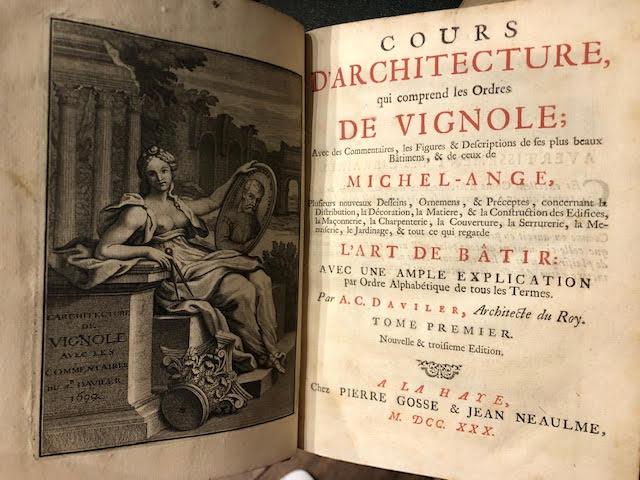 L'ARCHITECTURE
DE
VIGNOLE
AVEC LES
COMMENTAIRES
DU Sr. DAVILER
COURS
D'ARCHITECTURE,
qui comprend les Ordres
DE VIGNOLE;
Avec des Commentaires, les Figures & Descriptions de ses plus beaux
Bâtimens, & de ceux de
MICHEL-ANGE,
Plusieurs nouveaux Desseins, Ornemens, & Préceptes, concernant la
Distribution, la Décoration, la Matiere, & la Construction des Edifices,
la Maçonnerie, la Charpenterie, la Couverture, la Serrurerie, la Me-
nuiserie, le Jardinage, & tout ce qui regarde
L'ART DE BÂTIR:
AVEC UNE AMPLE EXPLICATION
par Ordre Alphabétique de tous les Termes.
Par A. C. DAVILER, Architecte du Roy.
TOME PREMIER.
Nouvelle & troisieme Edition.
A LA HAYE,
Chez PIERRE GOSSE & JEAN NEAULME,
M. DCC. XXX.